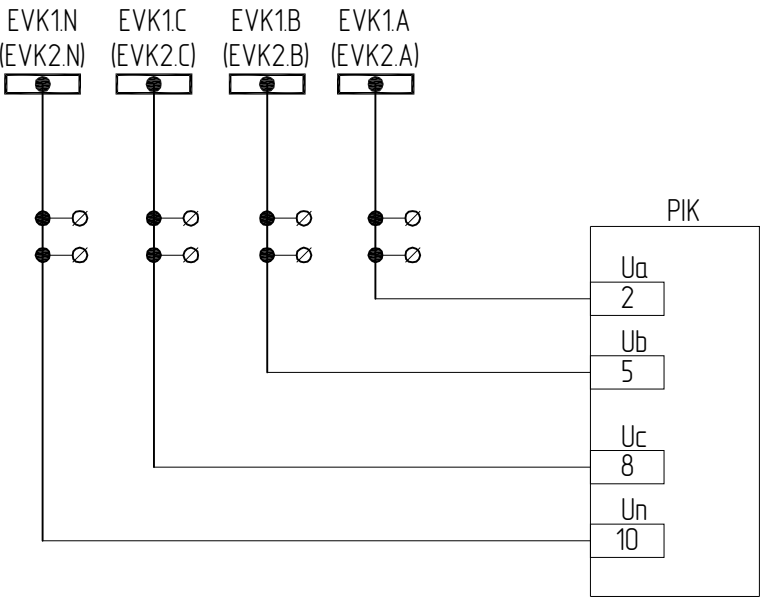 EVK1.N EVK1.C EVK1.B EVK1.A
(EVK2.N) (EVK2.C) (EVK2.B) (EVK2.A)
PIK
Ua
2
Ub
5
Uc
8
Un
10